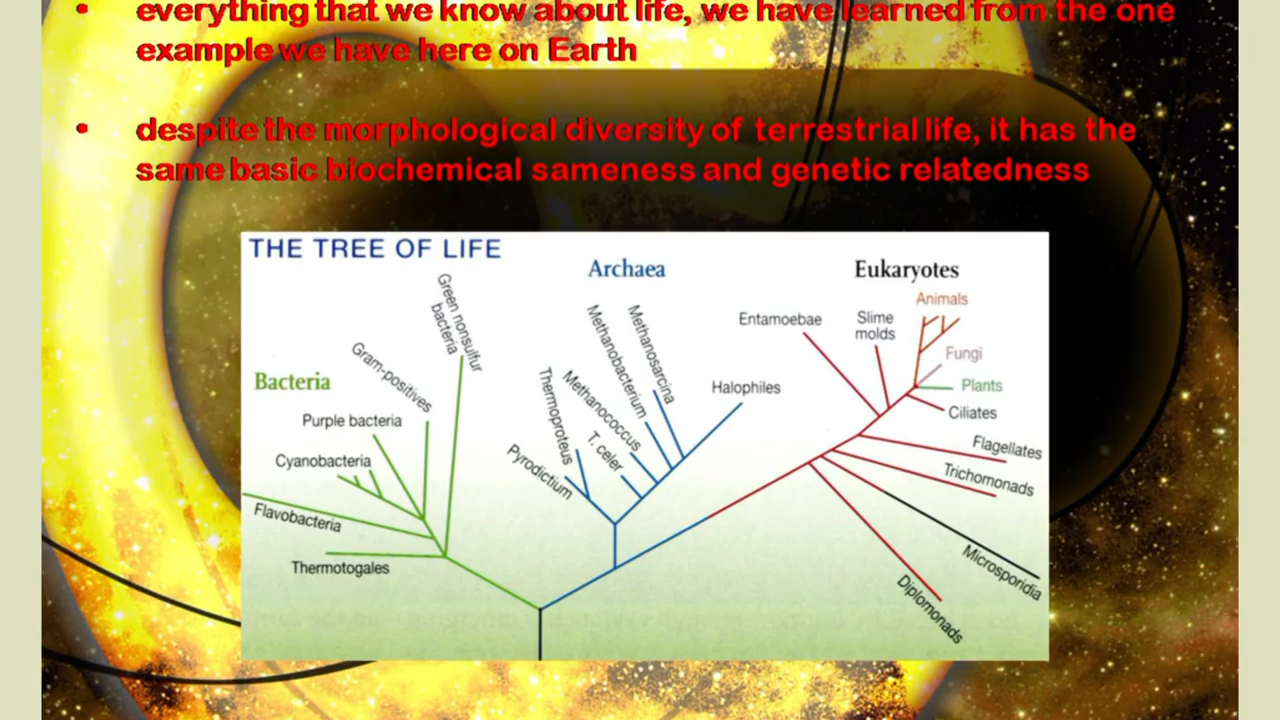 • everything that we know about life, we have learned from the one
example we have here on Earth
• despite the morphological diversity of terrestrial life, it has the
same basic biochemical sameness and genetic relatedness
THE TREE OF LIFE
Bacteria
Green nonsulfur
bacteria
Gram-positives
Purple bacteria
Cyanobacteria
Flavobacteria
Thermotogales
Archaea
Methanosarcina
Methanobacterium
Methanococcus
Thermoproteus
T. celer
Pyrodictium
Halophiles
Eukaryotes
Entamoebae
Slime
molds
Animals
Fungi
Plants
Ciliates
Flagellates
Trichomonads
Microsporidia
Diplomonads